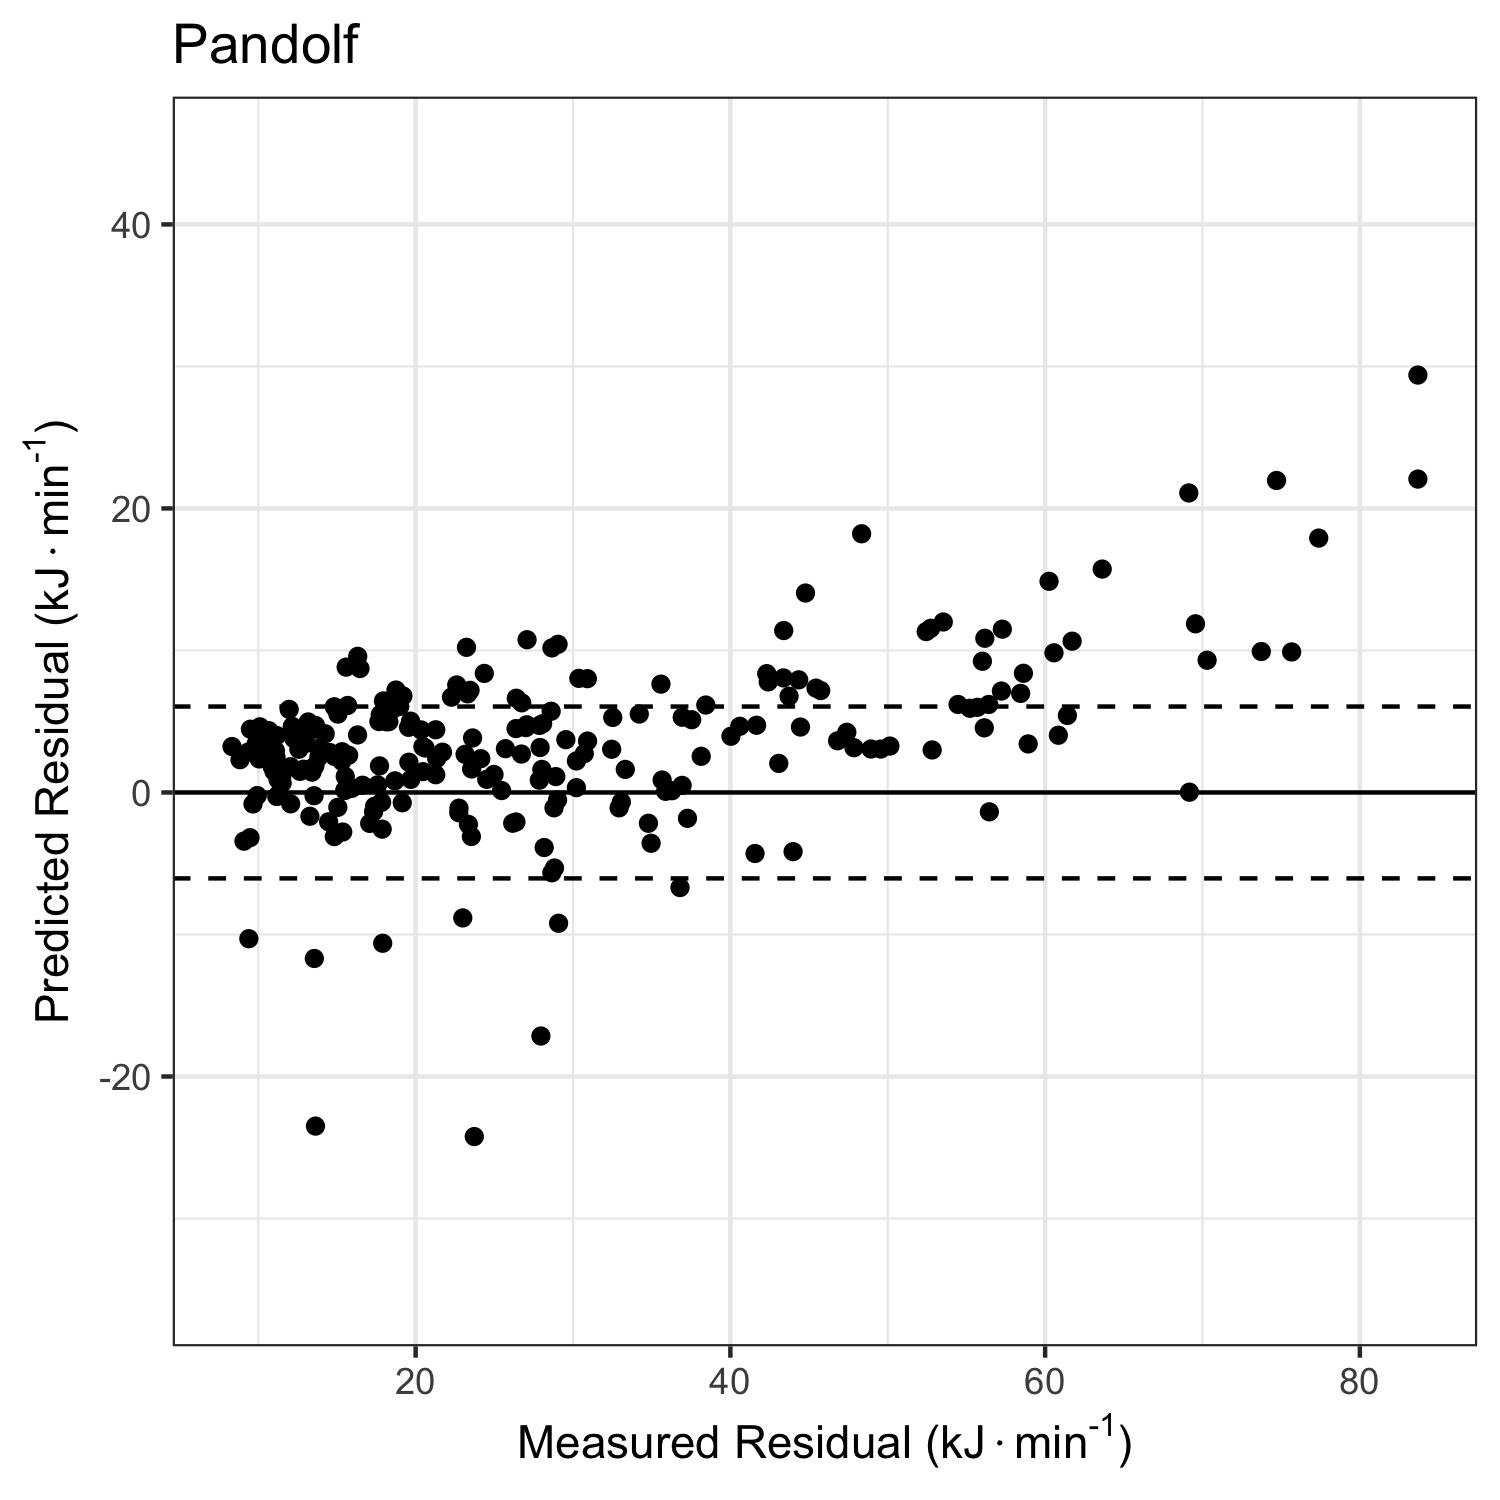 Pandolf
40
20
0
-20
Predicted Residual (kJ · min⁻¹)
20 40 60 80
Measured Residual (kJ · min⁻¹)